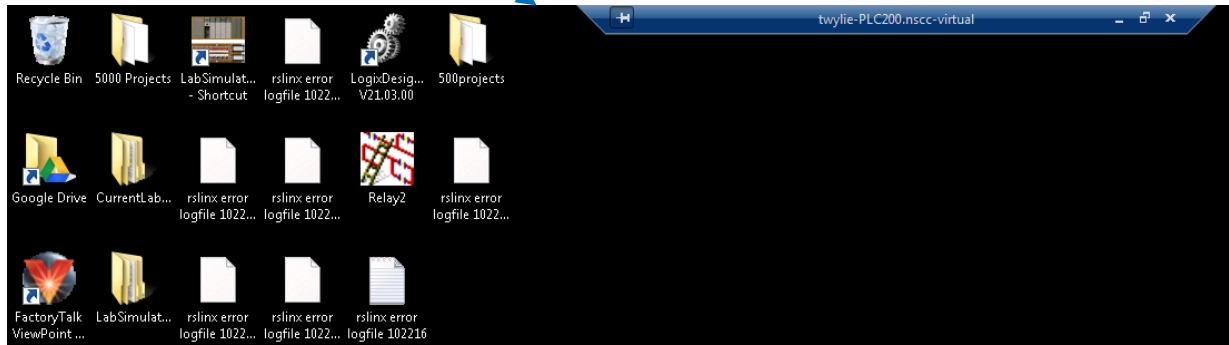 twylie-PLC200.nscc-virtual
Recycle Bin
5000 Projects
LabSimulat...
- Shortcut
rslinx error
logfile 1022...
LogixDesig...
V21.03.00
500projects
Google Drive
CurrentLab...
rslinx error
logfile 1022...
rslinx error
logfile 1022...
Relay2
rslinx error
logfile 1022...
FactoryTalk
ViewPoint ...
LabSimulat...
rslinx error
logfile 1022...
rslinx error
logfile 1022...
rslinx error
logfile 102216